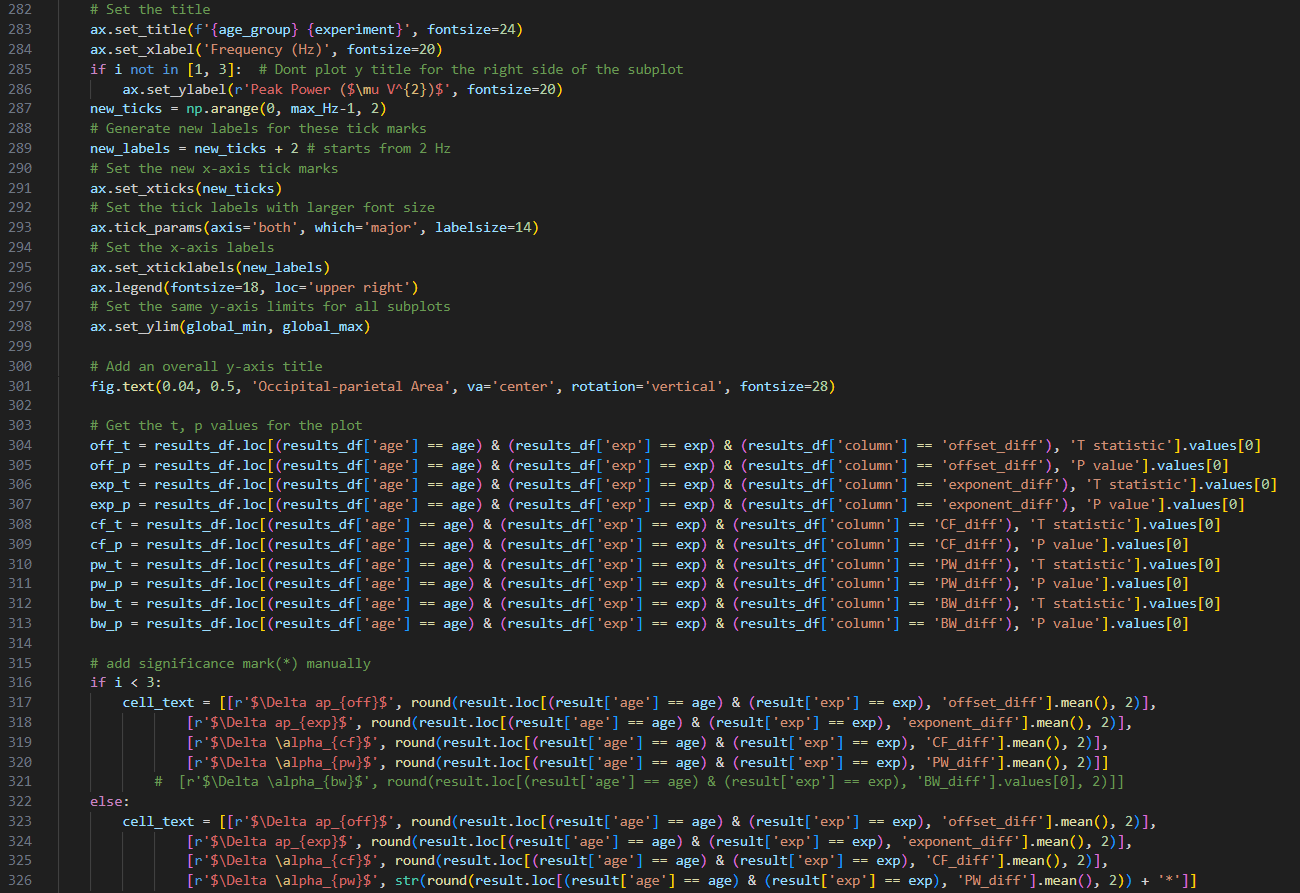 282 # Set the title
283 ax.set_title(f'{age_group} {experiment}', fontsize=24)
284 ax.set_xlabel('Frequency (Hz)', fontsize=20)
285 if i not in [1, 3]:  # Dont plot y title for the right side of the subplot
286     ax.set_ylabel(r'Peak Power ($\mu V^{2})$', fontsize=20)
287 new_ticks = np.arange(0, max_Hz-1, 2)
288 # Generate new labels for these tick marks
289 new_labels = new_ticks + 2 # starts from 2 Hz
290 # Set the new x-axis tick marks
291 ax.set_xticks(new_ticks)
292 # Set the tick labels with larger font size
293 ax.tick_params(axis='both', which='major', labelsize=14)
294 # Set the x-axis labels
295 ax.set_xticklabels(new_labels)
296 ax.legend(fontsize=18, loc='upper right')
297 # Set the same y-axis limits for all subplots
298 ax.set_ylim(global_min, global_max)
299
300 # Add an overall y-axis title
301 fig.text(0.04, 0.5, 'Occipital-parietal Area', va='center', rotation='vertical', fontsize=28)
302
303 # Get the t, p values for the plot
304 off_t = results_df.loc[(results_df['age'] == age) & (results_df['exp'] == exp) & (results_df['column'] == 'offset_diff'), 'T statistic'].values[0]
305 off_p = results_df.loc[(results_df['age'] == age) & (results_df['exp'] == exp) & (results_df['column'] == 'offset_diff'), 'P value'].values[0]
306 exp_t = results_df.loc[(results_df['age'] == age) & (results_df['exp'] == exp) & (results_df['column'] == 'exponent_diff'), 'T statistic'].values[0]
307 exp_p = results_df.loc[(results_df['age'] == age) & (results_df['exp'] == exp) & (results_df['column'] == 'exponent_diff'), 'P value'].values[0]
308 cf_t = results_df.loc[(results_df['age'] == age) & (results_df['exp'] == exp) & (results_df['column'] == 'CF_diff'), 'T statistic'].values[0]
309 cf_p = results_df.loc[(results_df['age'] == age) & (results_df['exp'] == exp) & (results_df['column'] == 'CF_diff'), 'P value'].values[0]
310 pw_t = results_df.loc[(results_df['age'] == age) & (results_df['exp'] == exp) & (results_df['column'] == 'PW_diff'), 'T statistic'].values[0]
311 pw_p = results_df.loc[(results_df['age'] == age) & (results_df['exp'] == exp) & (results_df['column'] == 'PW_diff'), 'P value'].values[0]
312 bw_t = results_df.loc[(results_df['age'] == age) & (results_df['exp'] == exp) & (results_df['column'] == 'BW_diff'), 'T statistic'].values[0]
313 bw_p = results_df.loc[(results_df['age'] == age) & (results_df['exp'] == exp) & (results_df['column'] == 'BW_diff'), 'P value'].values[0]
314
315 # add significance mark(*) manually
316 if i < 3:
317     cell_text = [[r'$\Delta ap_{off}$', round(result.loc[(result['age'] == age) & (result['exp'] == exp), 'offset_diff'].mean(), 2)],
318             [r'$\Delta ap_{exp}$', round(result.loc[(result['age'] == age) & (result['exp'] == exp), 'exponent_diff'].mean(), 2)],
319             [r'$\Delta \alpha_{cf}$', round(result.loc[(result['age'] == age) & (result['exp'] == exp), 'CF_diff'].mean(), 2)],
320             [r'$\Delta \alpha_{pw}$', round(result.loc[(result['age'] == age) & (result['exp'] == exp), 'PW_diff'].mean(), 2)]]
321         #  [r'$\Delta \alpha_{bw}$', round(result.loc[(result['age'] == age) & (result['exp'] == exp), 'BW_diff'].values[0], 2)]]
322 else:
323     cell_text = [[r'$\Delta ap_{off}$', round(result.loc[(result['age'] == age) & (result['exp'] == exp), 'offset_diff'].mean(), 2)],
324             [r'$\Delta ap_{exp}$', round(result.loc[(result['age'] == age) & (result['exp'] == exp), 'exponent_diff'].mean(), 2)],
325             [r'$\Delta \alpha_{cf}$', round(result.loc[(result['age'] == age) & (result['exp'] == exp), 'CF_diff'].mean(), 2)],
326             [r'$\Delta \alpha_{pw}$', str(round(result.loc[(result['age'] == age) & (result['exp'] == exp), 'PW_diff'].mean(), 2)) + '*']]